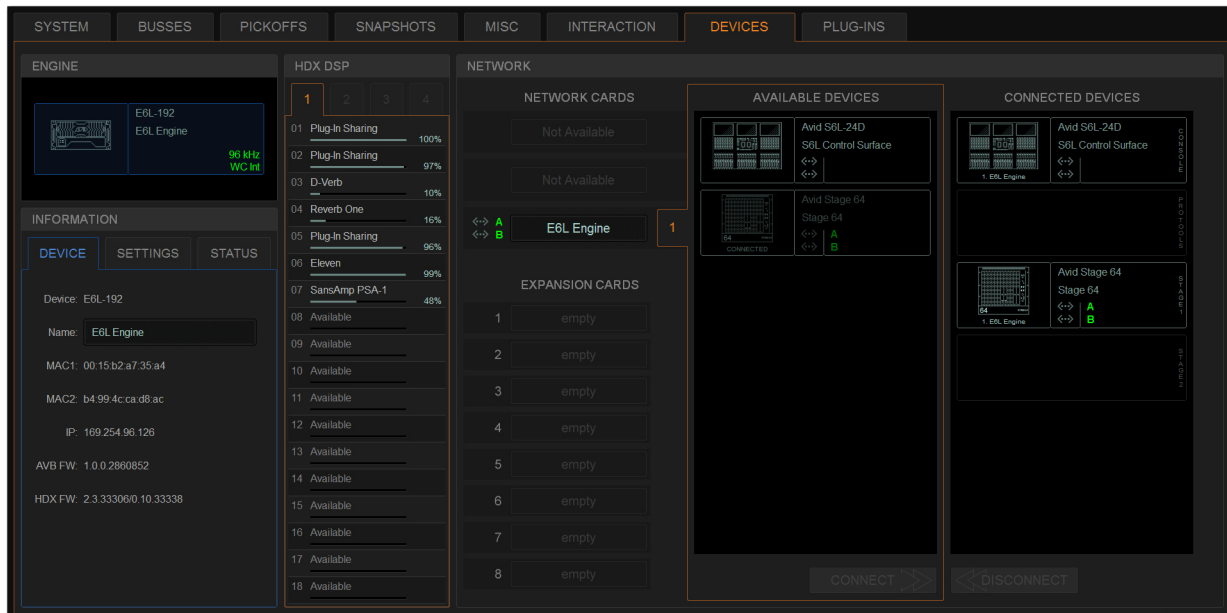 SYSTEM BUSSES PICKOFFS SNAPSHOTS MISC INTERACTION DEVICES PLUG-INS
ENGINE
E6L-192
E6L Engine
96 kHz
WC Int
INFORMATION
DEVICE SETTINGS STATUS
Device: E6L-192
Name: E6L Engine
MAC1: 00:15:b2:a7:35:a4
MAC2: b4:99:4c:ca:d8:ac
IP: 169.254.96.126
AVB FW: 1.0.0.2860852
HDX FW: 2.3.33306/0.10.33338
HDX DSP
1 2 3 4
01 Plug-In Sharing 100%
02 Plug-In Sharing 97%
03 D-Verb 10%
04 Reverb One 16%
05 Plug-In Sharing 96%
06 Eleven 99%
07 SansAmp PSA-1 48%
08 Available
09 Available
10 Available
11 Available
12 Available
13 Available
14 Available
15 Available
16 Available
17 Available
18 Available
NETWORK
NETWORK CARDS
Not Available
Not Available
A
B
E6L Engine
1
EXPANSION CARDS
1 empty
2 empty
3 empty
4 empty
5 empty
6 empty
7 empty
8 empty
AVAILABLE DEVICES
Avid S6L-24D
S6L Control Surface
Avid Stage 64
Stage 64
A
B
64
CONNECTED
CONNECT
CONNECTED DEVICES
Avid S6L-24D
S6L Control Surface
1. E6L Engine
CONSOLE
PROTOOLS
Avid Stage 64
Stage 64
A
B
64
1. E6L Engine
STAGE 1
STAGE 2
DISCONNECT